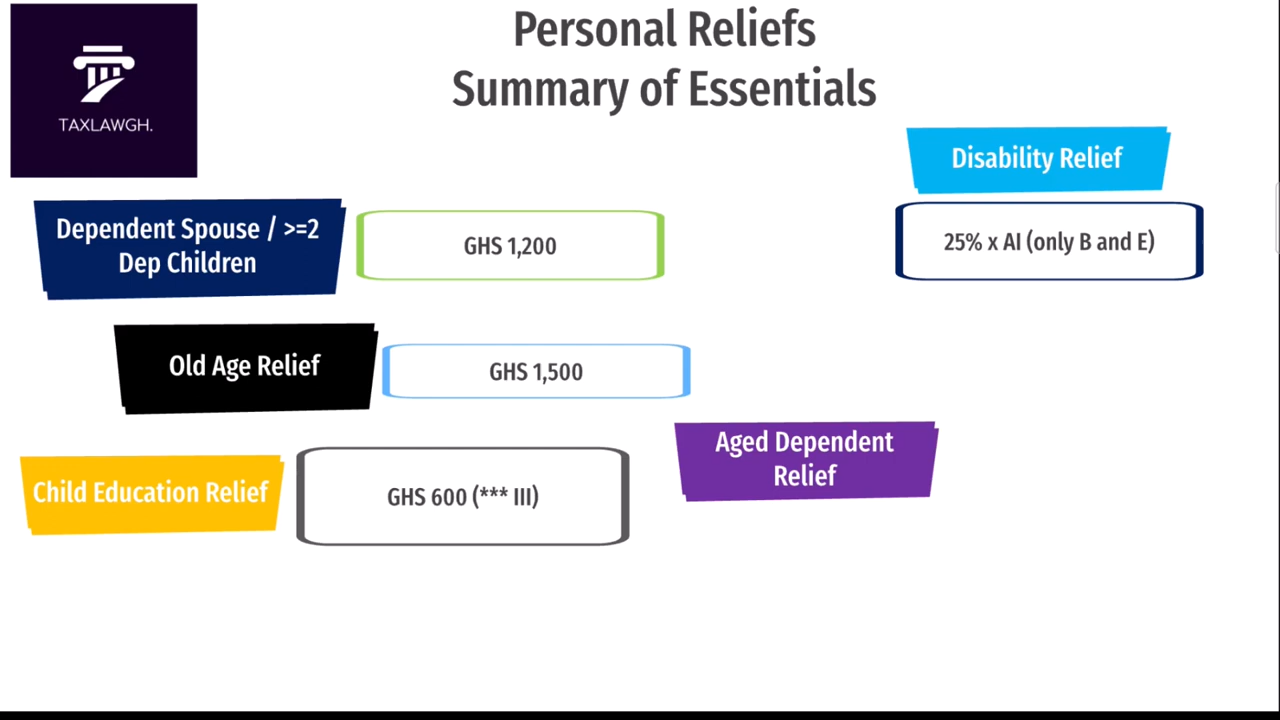 TAXLAWGH.
Personal Reliefs
Summary of Essentials
Disability Relief
25% x AI (only B and E)
Dependent Spouse / >=2
Dep Children
GHS 1,200
Old Age Relief
GHS 1,500
Child Education Relief
GHS 600 (*** III)
Aged Dependent
Relief